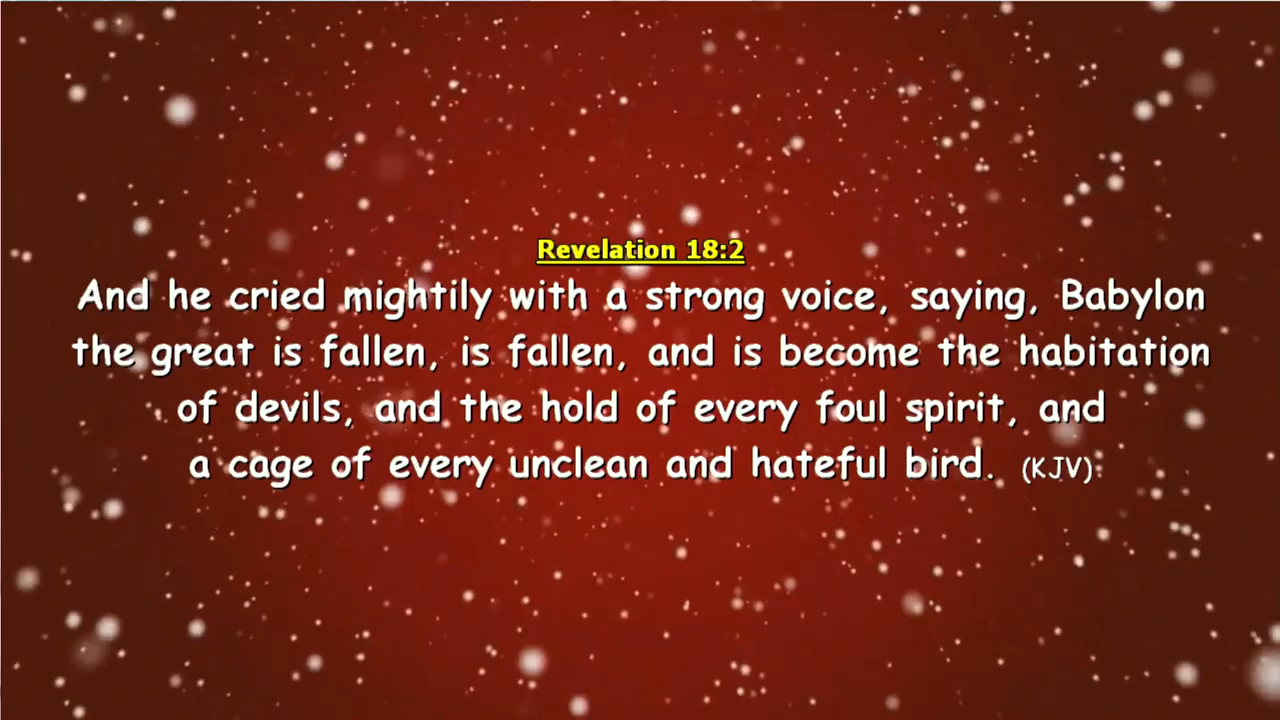 Revelation 18:2
And he cried mightily with a strong voice, saying, Babylon
the great is fallen, is fallen, and is become the habitation
of devils, and the hold of every foul spirit, and
a cage of every unclean and hateful bird. (KJV)